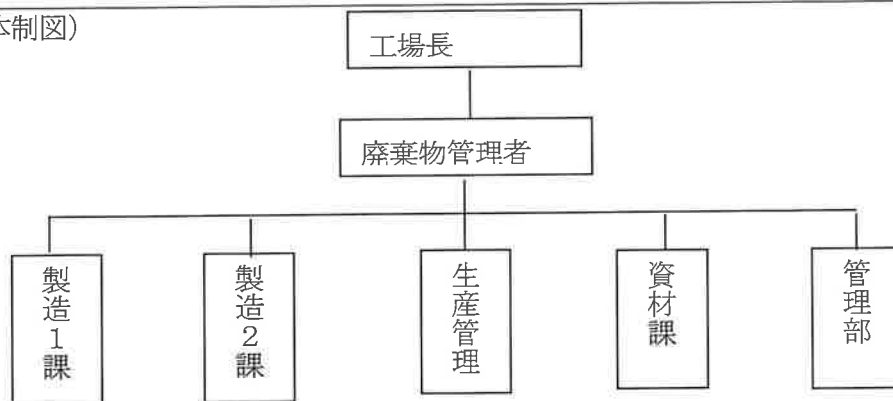 制図)
工場長
廃棄物管理者
製造1課
製造2課
生産管理
資材課
管理部